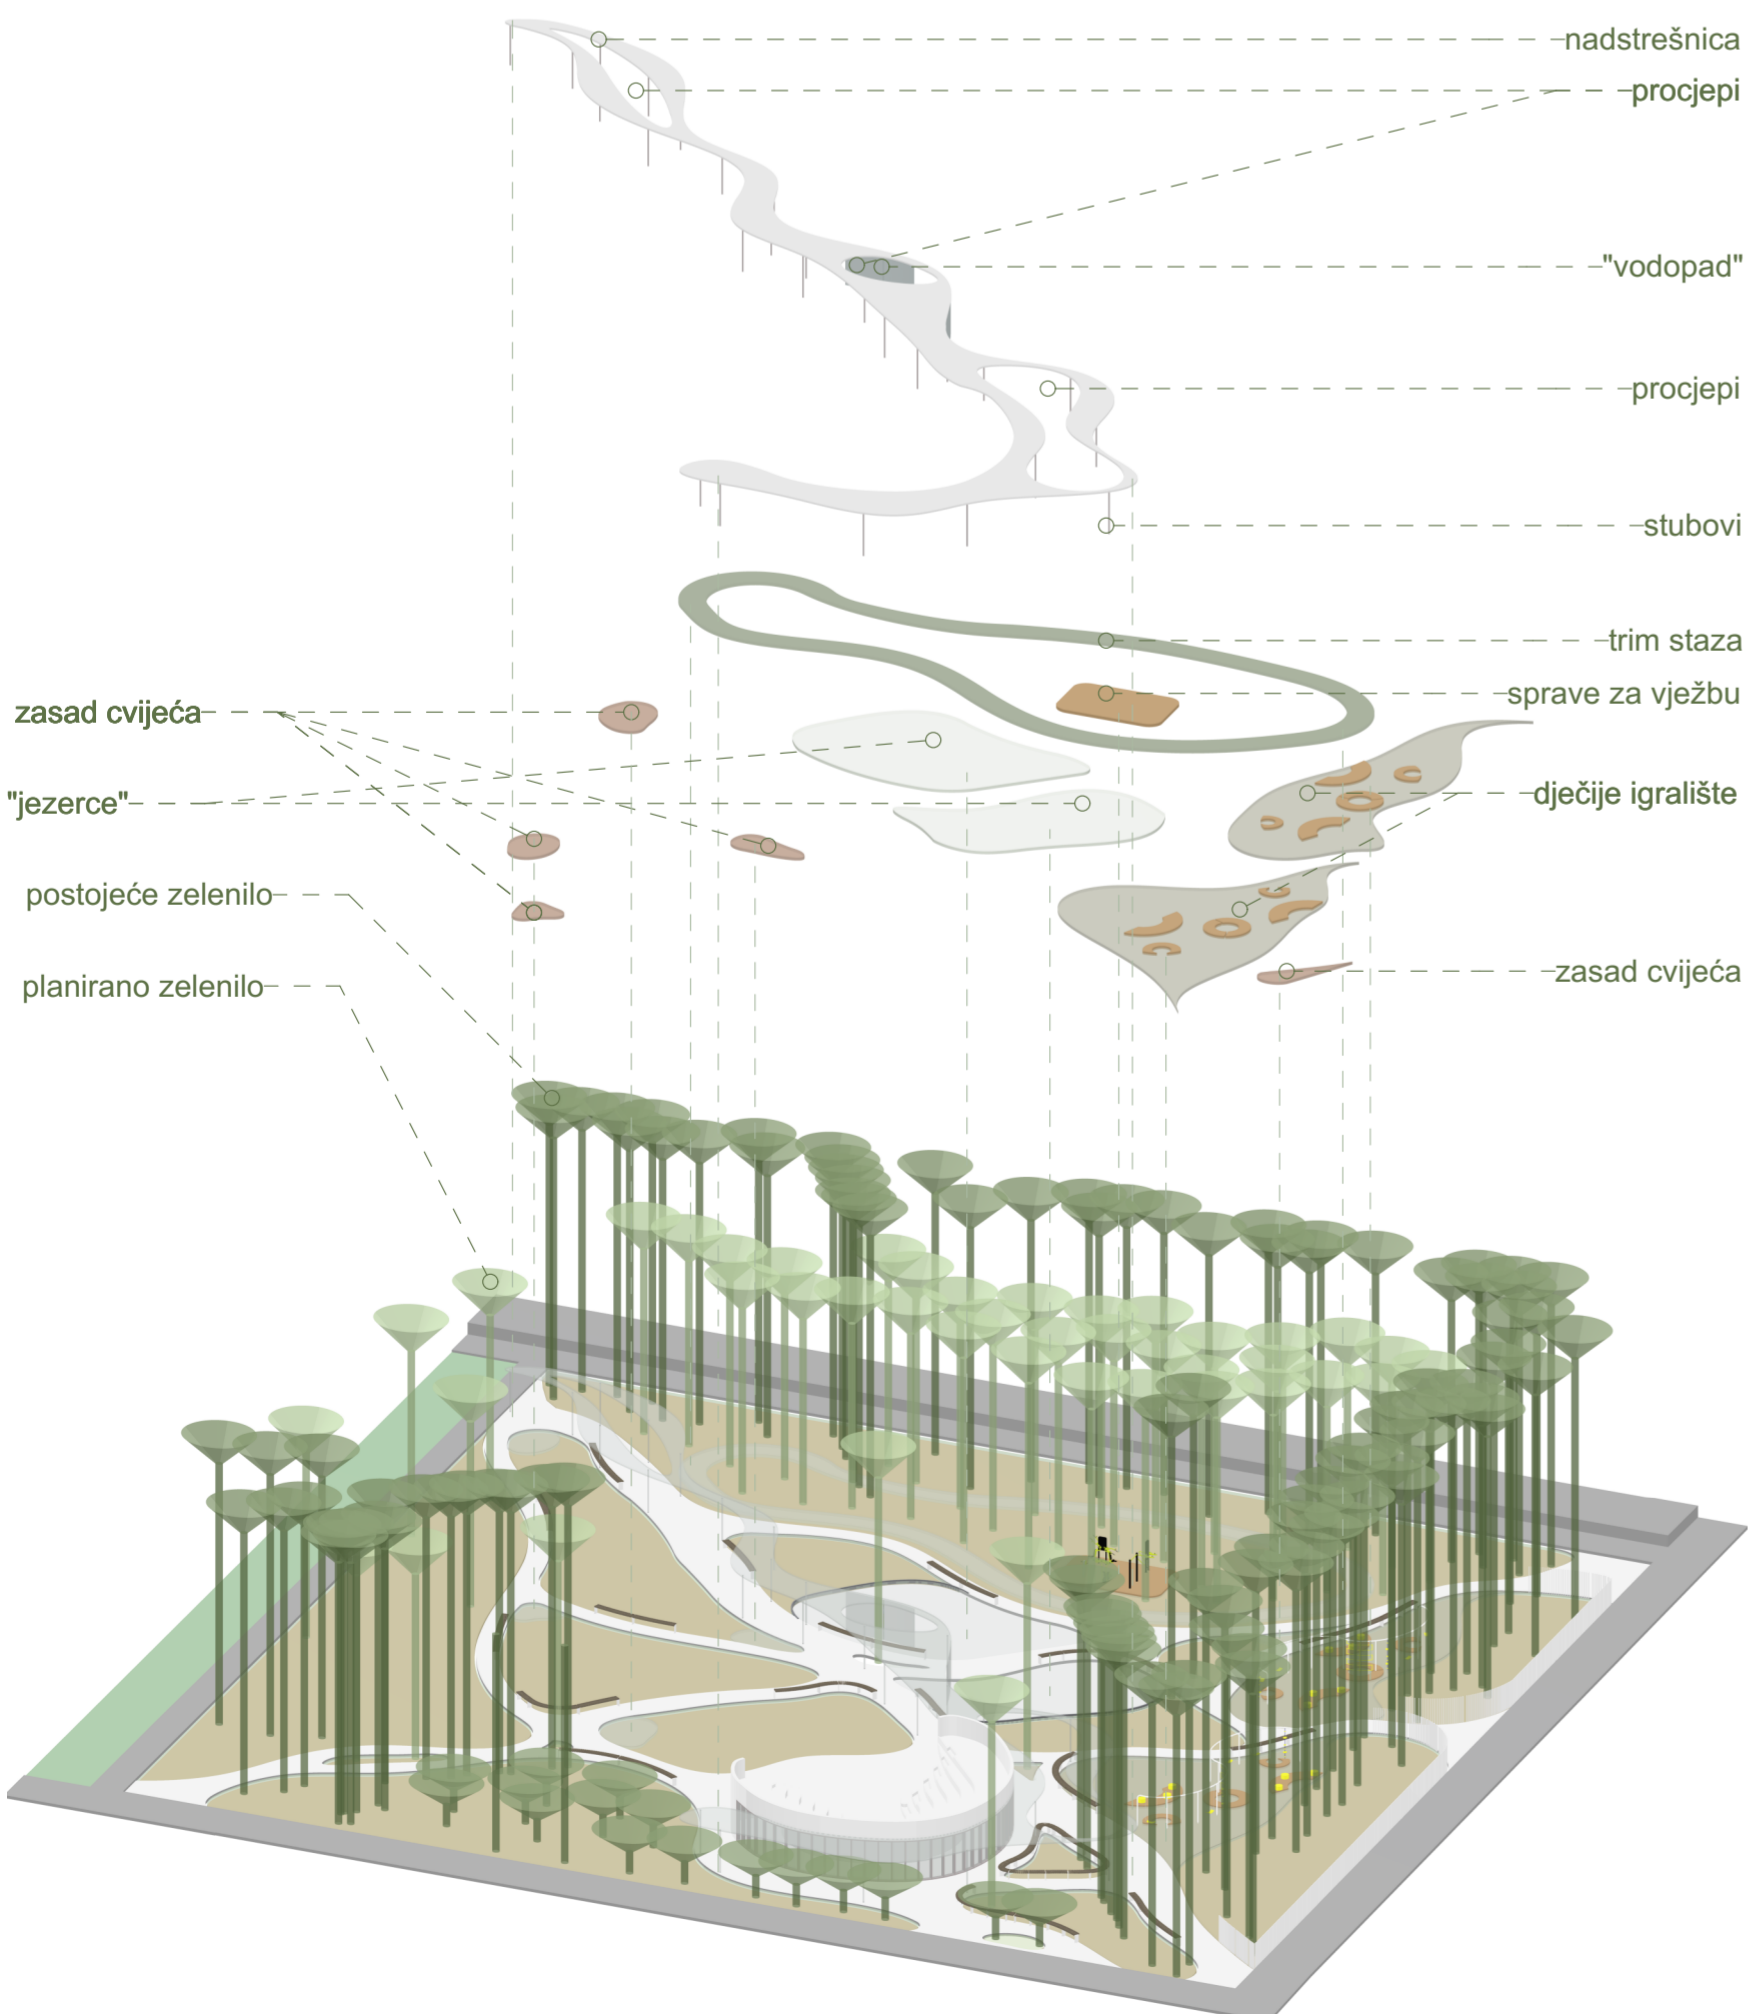 nadstrešnica
procjepi
"vodopad"
procjepi
stubovi
trim staza
sprave za vježbu
zasad cvijeća
dječije igralište
"jezerce"
postojeće zelenilo
zasad cvijeća
planirano zelenilo